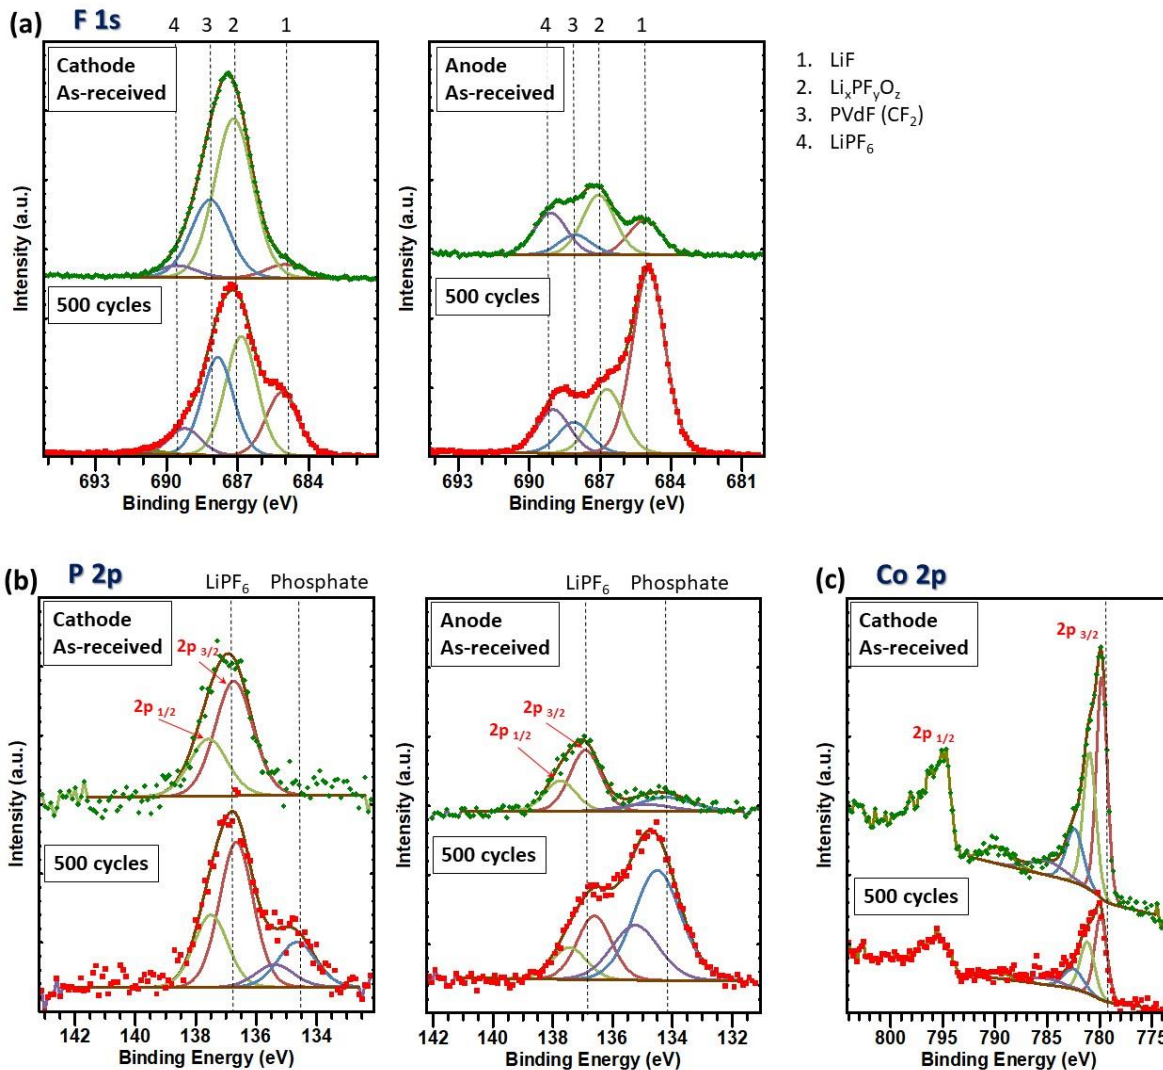 (a) F 1s
4 3 2 1
4 3 2 1
Cathode
As-received
500 cycles
Intensity (a.u.)
693 690 687 684
Binding Energy (eV)
Anode
As-received
500 cycles
Intensity (a.u.)
693 690 687 684 681
Binding Energy (eV)
1. LiF
2. LiₓPFᵧO_z
3. PVdF (CF₂)
4. LiPF₆
(b) P 2p
LiPF₆ Phosphate
Cathode
As-received
2p 3/2
2p 1/2
500 cycles
Intensity (a.u.)
142 140 138 136 134
Binding Energy (eV)
LiPF₆ Phosphate
Anode
As-received
2p 3/2
2p 1/2
500 cycles
Intensity (a.u.)
142 140 138 136 134 132
Binding Energy (eV)
(c) Co 2p
Cathode
As-received
2p 3/2
2p 1/2
500 cycles
Intensity (a.u.)
800 795 790 785 780 775
Binding Energy (eV)